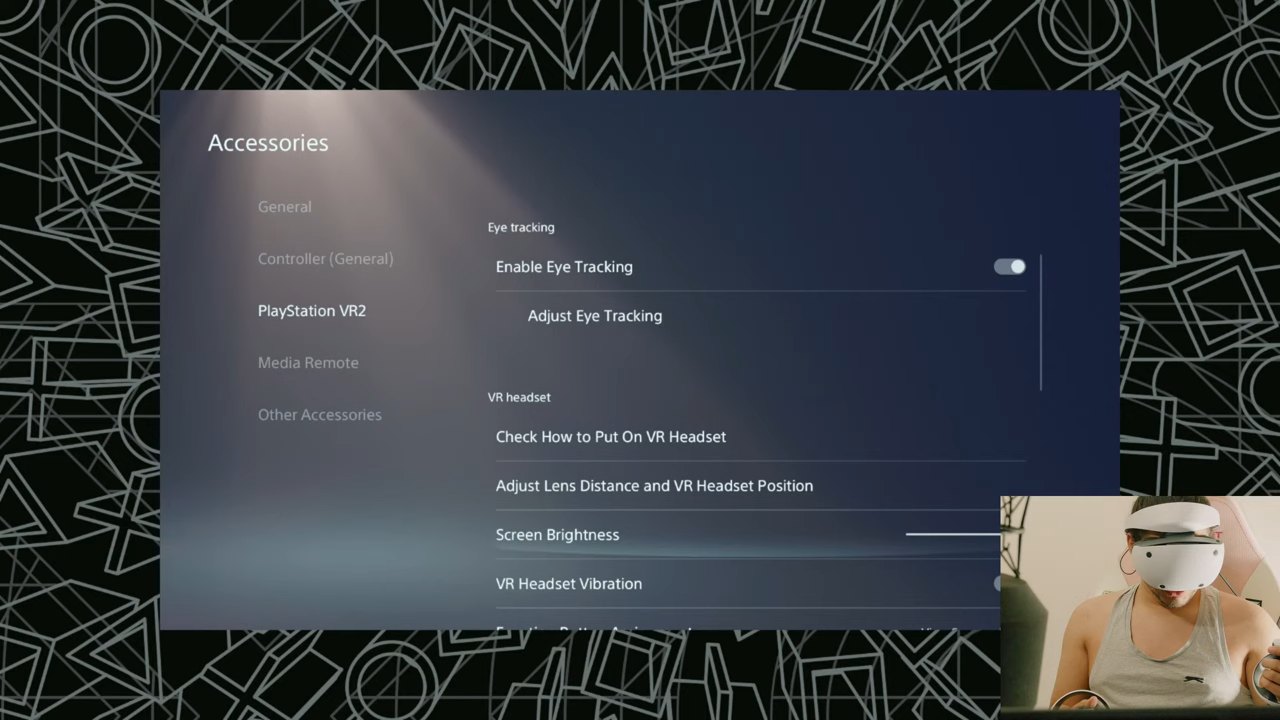 Accessories
General
Controller (General)
PlayStation VR2
Media Remote
Other Accessories
Eye tracking
Enable Eye Tracking
Adjust Eye Tracking
VR headset
Check How to Put On VR Headset
Adjust Lens Distance and VR Headset Position
Screen Brightness
VR Headset Vibration